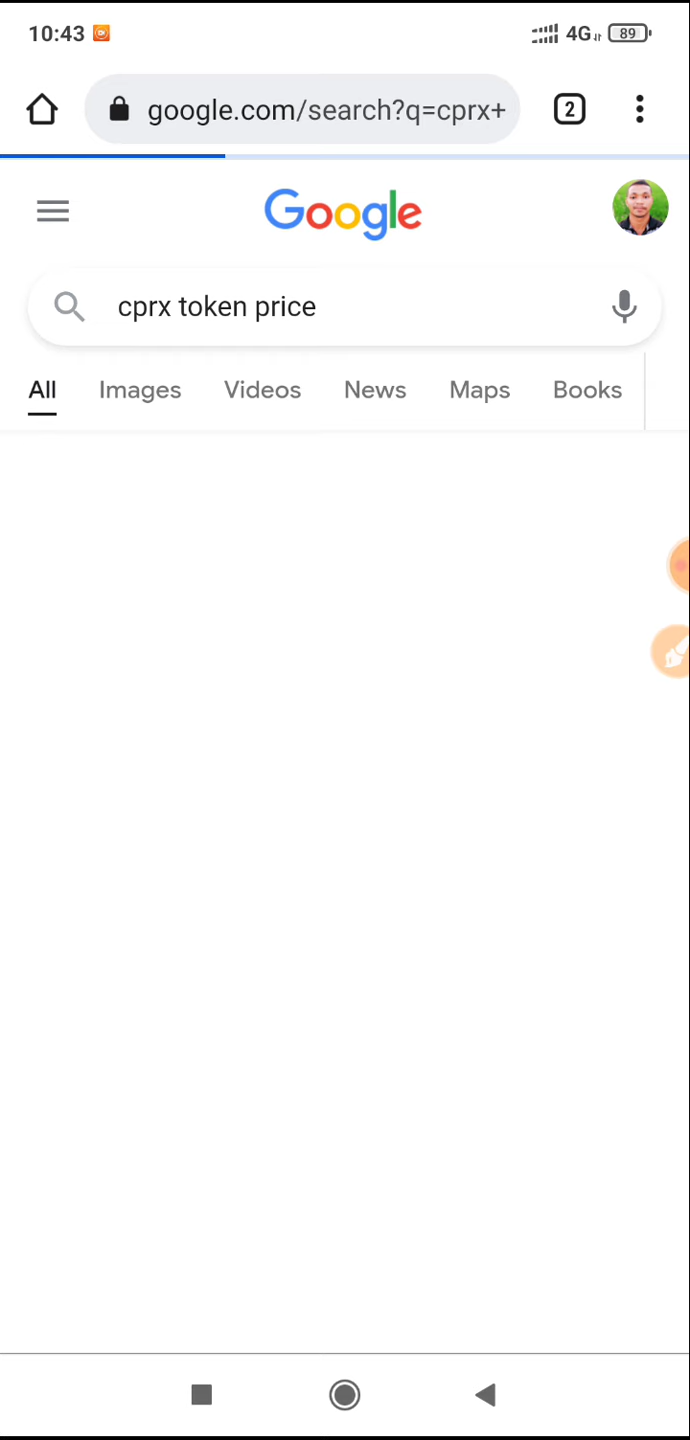 10:43 4G 89
google.com/search?q=cprx+ 2
Google
cprx token price
All Images Videos News Maps Books